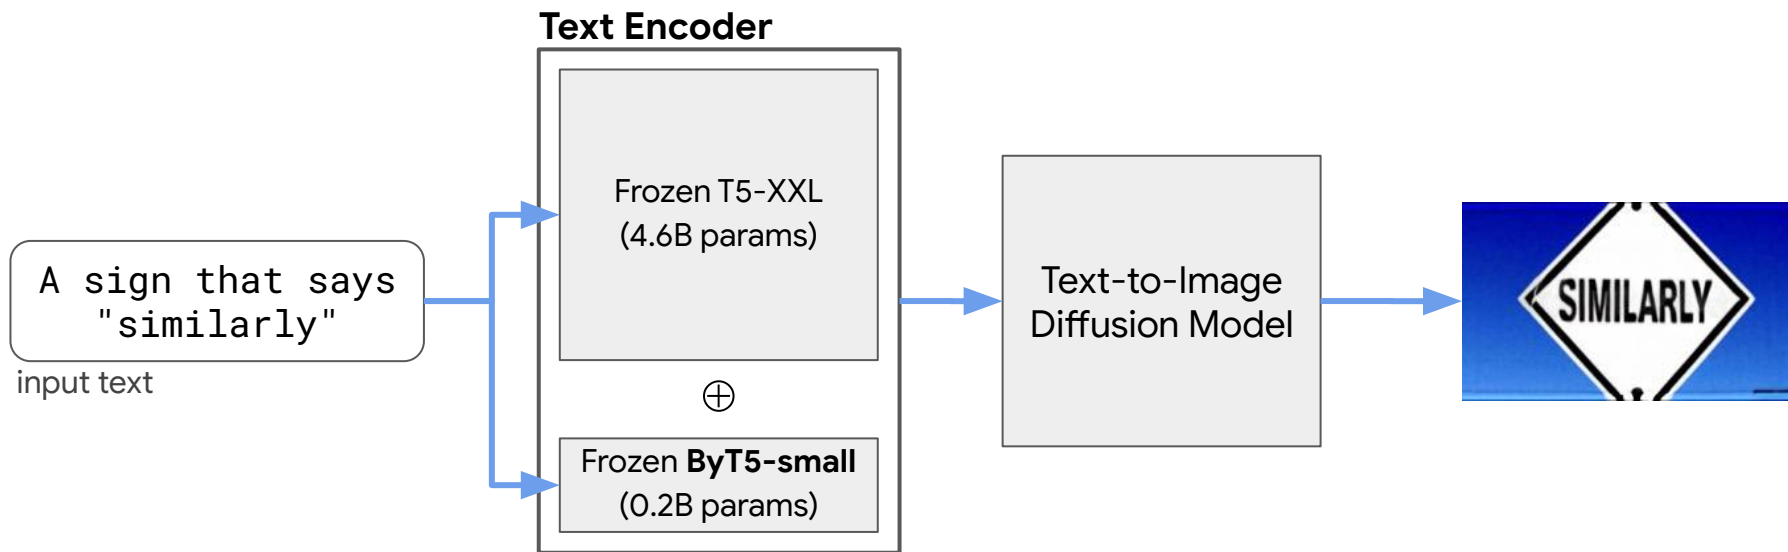 Text Encoder
Frozen T5-XXL
(4.6B params)
A sign that says
"similarly"
input text
⊕
Frozen ByT5-small
(0.2B params)
Text-to-Image
Diffusion Model
SIMILARLY